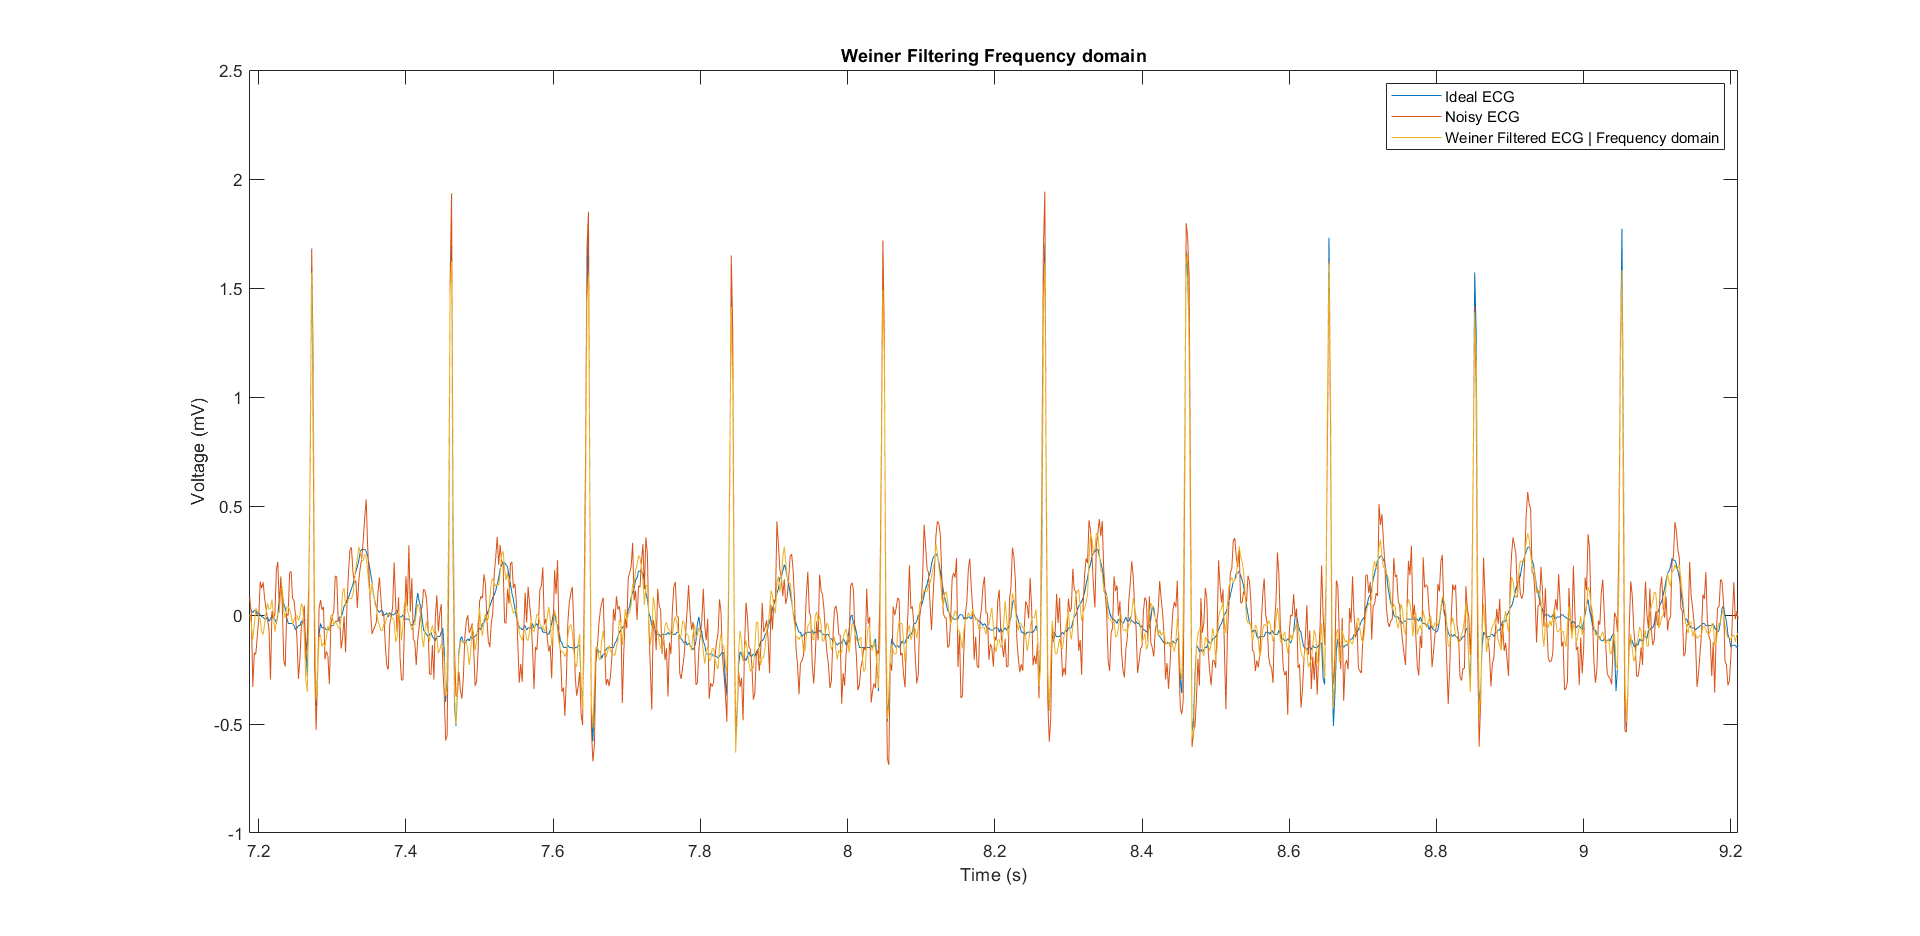 Weiner Filtering Frequency domain
2.5
2
1.5
1
0.5
0
-0.5
-1
Voltage (mV)
Ideal ECG
Noisy ECG
Weiner Filtered ECG | Frequency domain
7.2 7.4 7.6 7.8 8 8.2 8.4 8.6 8.8 9 9.2
Time (s)